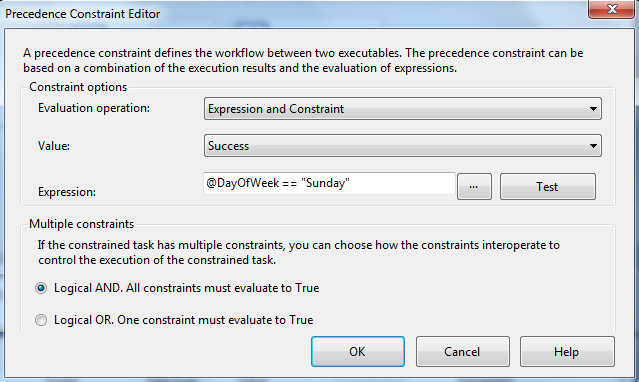 Precedence Constraint Editor
A precedence constraint defines the workflow between two executables. The precedence constraint can be
based on a combination of the execution results and the evaluation of expressions.
Constraint options
Evaluation operation:
Expression and Constraint
Value:
Success
Expression:
@DayOfWeek == "Sunday"
...
Test
Multiple constraints
If the constrained task has multiple constraints, you can choose how the constraints interoperate to
control the execution of the constrained task.
Logical AND. All constraints must evaluate to True
Logical OR. One constraint must evaluate to True
OK
Cancel
Help